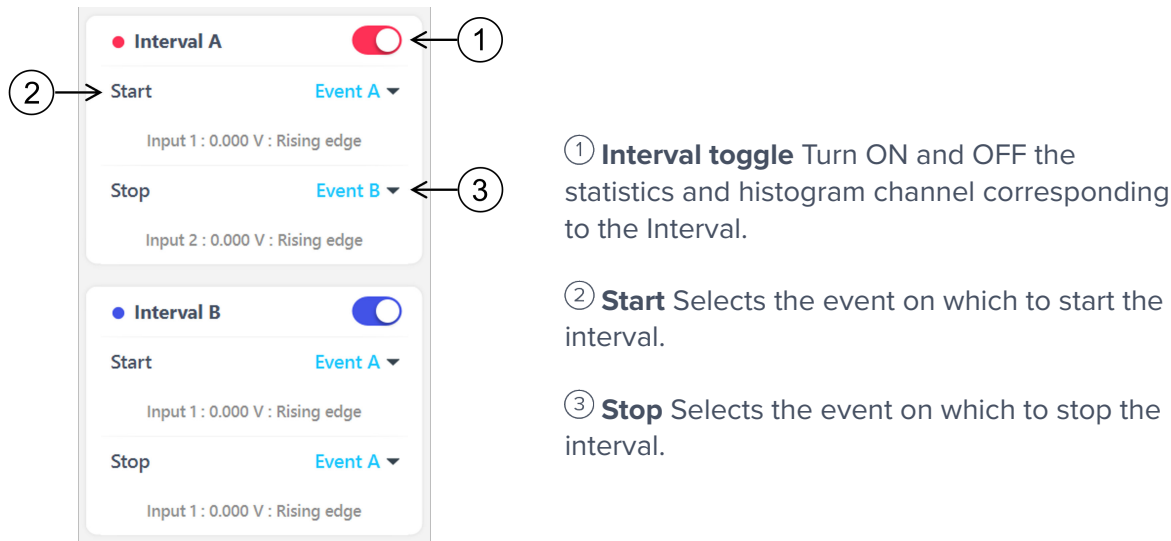 Interval A
1
2
Start
Event A
Input 1 : 0.000 V : Rising edge
Stop
Event B
3
Input 2 : 0.000 V : Rising edge
Interval B
Start
Event A
Input 1 : 0.000 V : Rising edge
Stop
Event A
Input 1 : 0.000 V : Rising edge
① Interval toggle Turn ON and OFF the
statistics and histogram channel corresponding
to the Interval.
② Start Selects the event on which to start the
interval.
③ Stop Selects the event on which to stop the
interval.